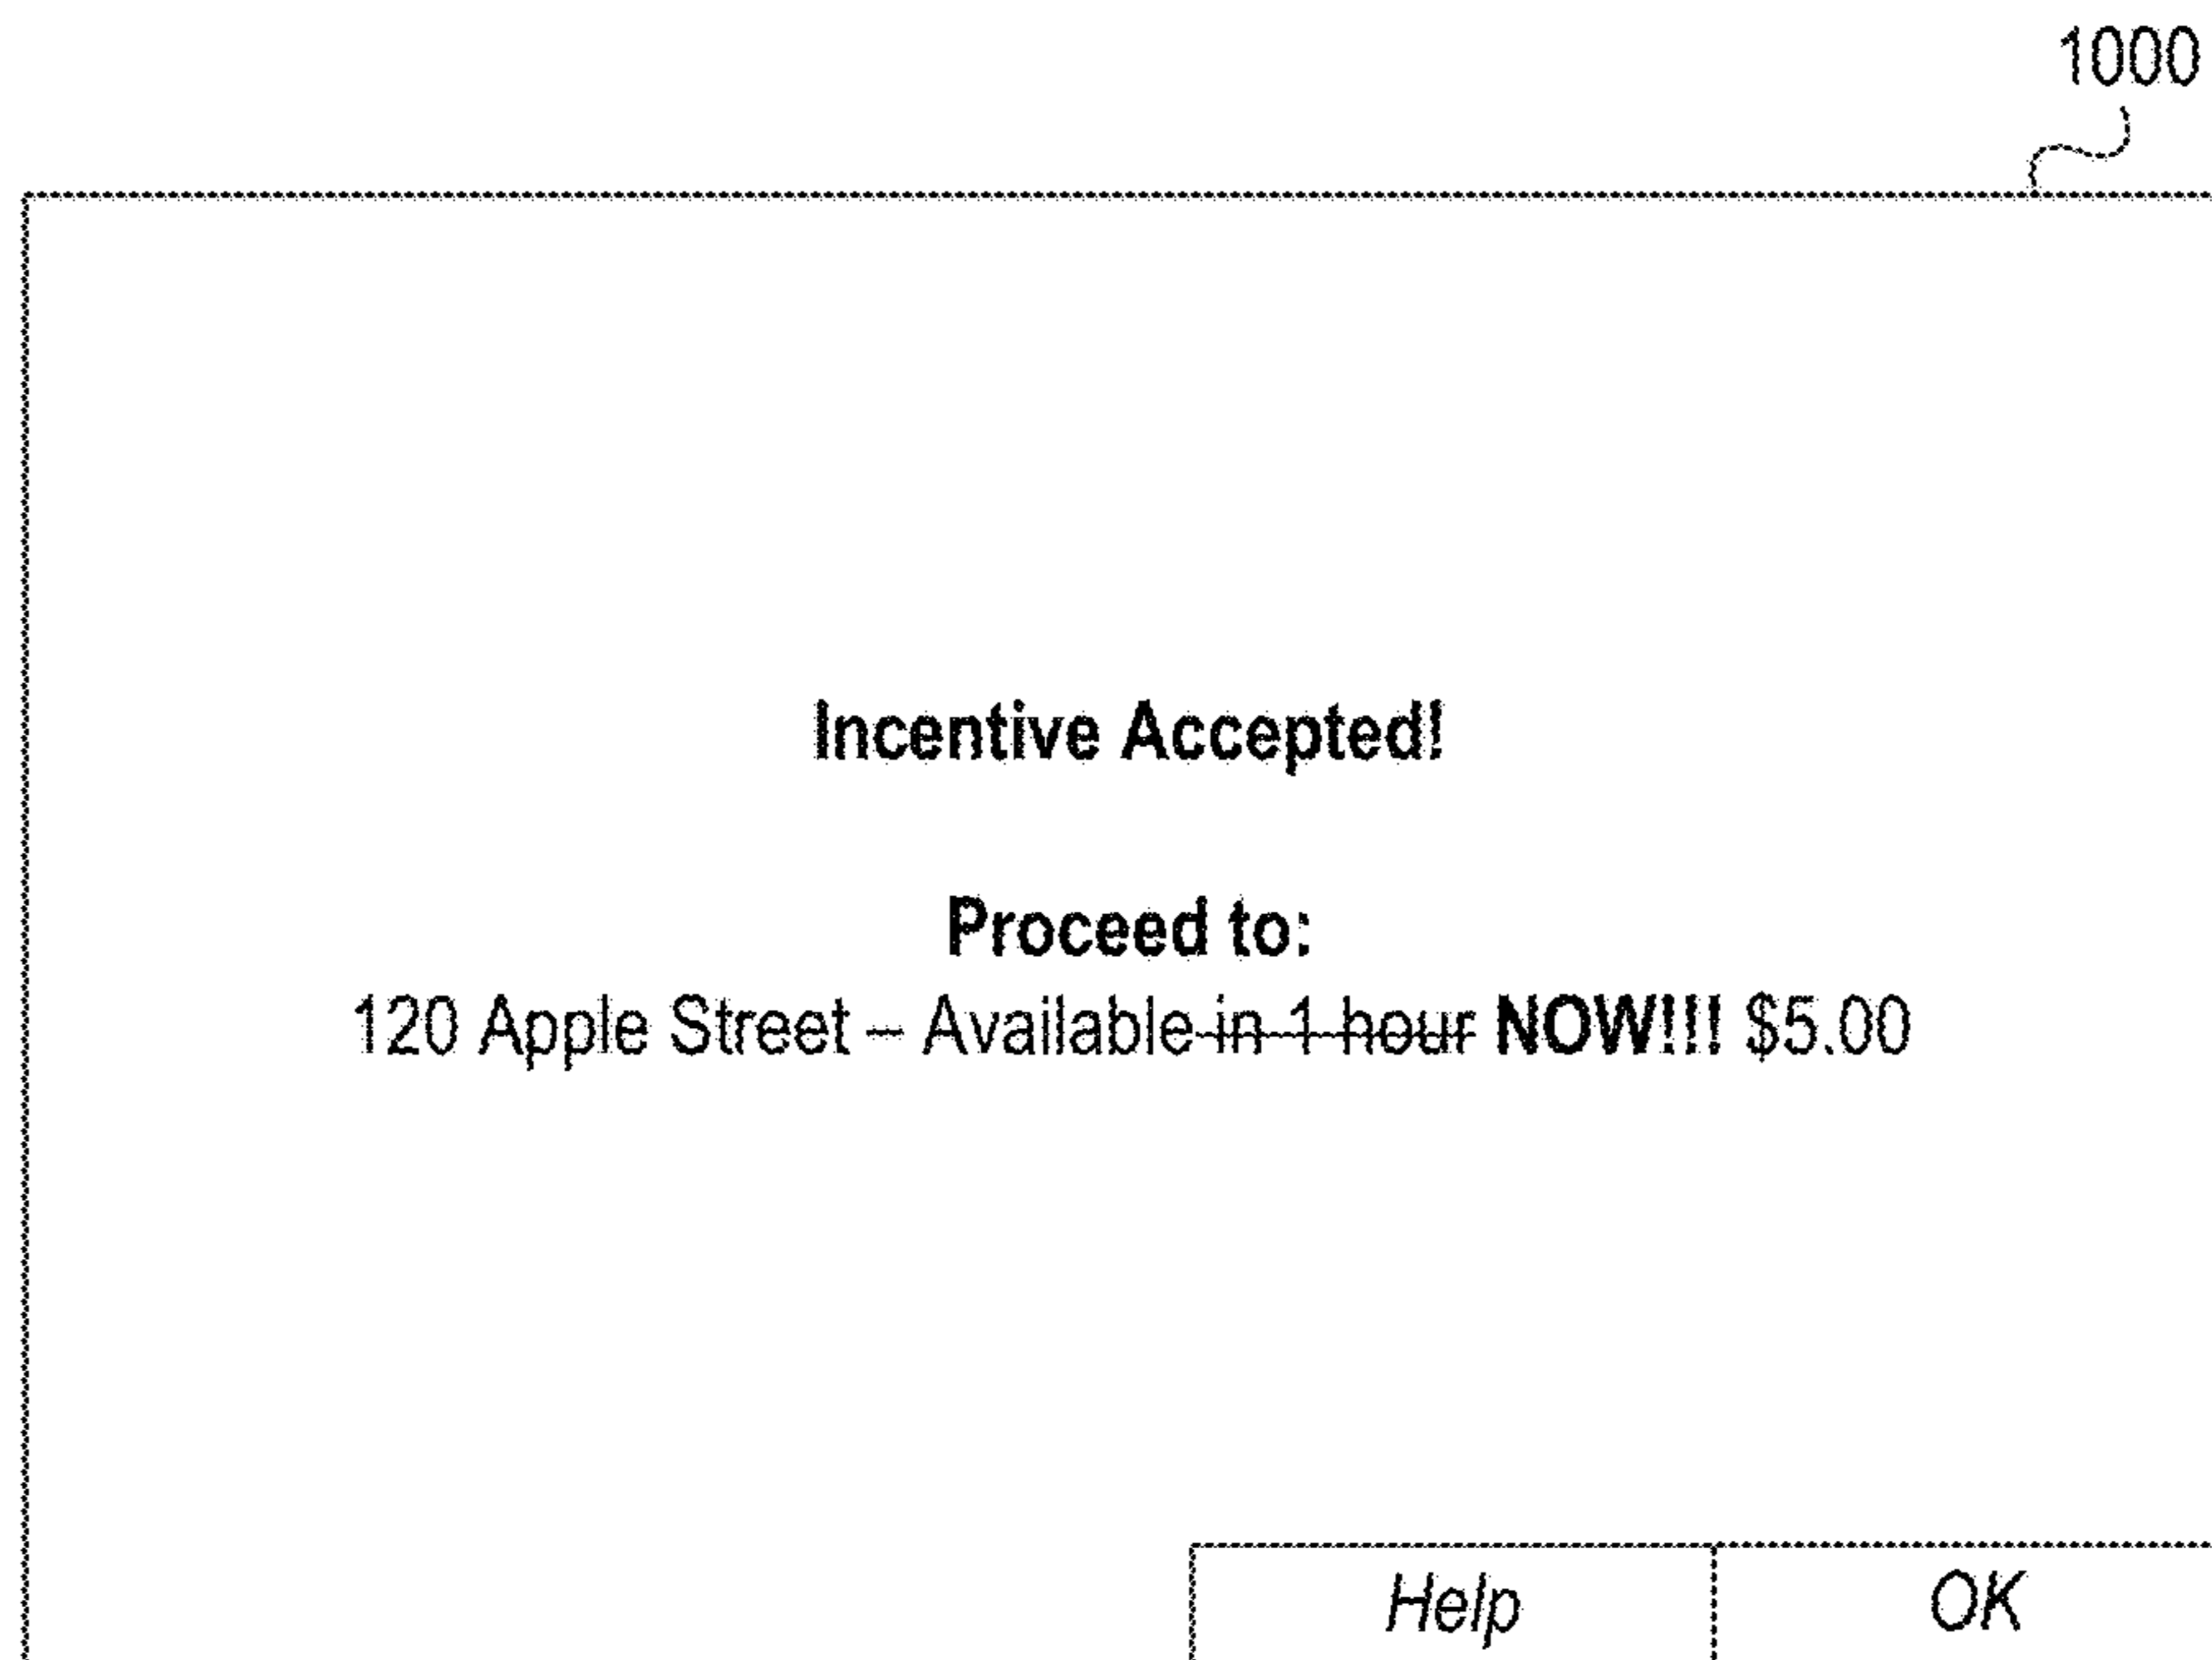 1000
Incentive Accepted!
Proceed to:
120 Apple Street – Available in 1 hour NOW!!! $5.00
Help OK